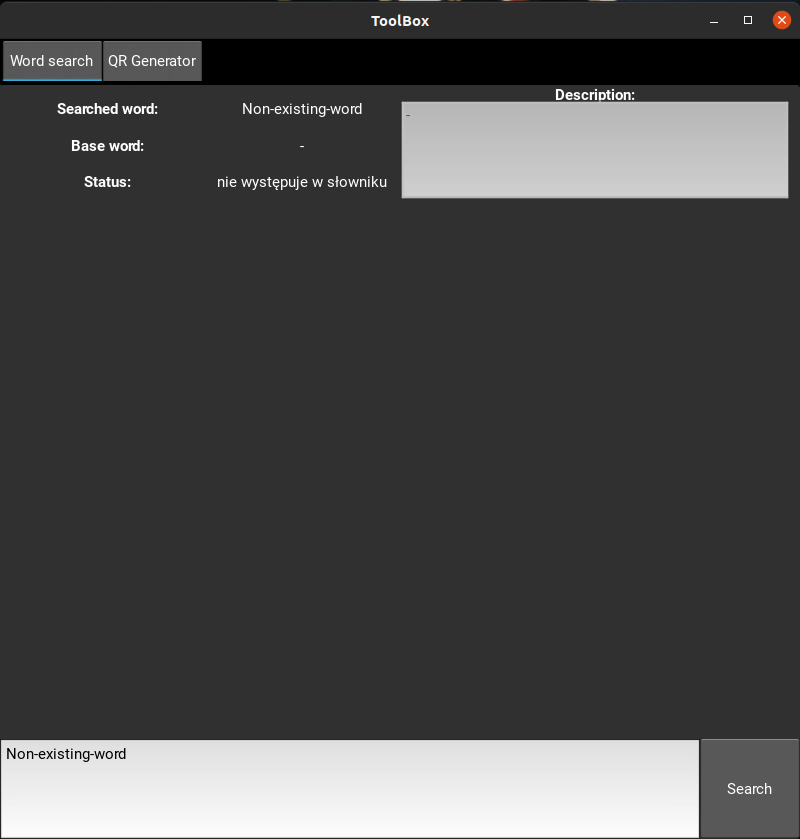 ToolBox
Word search QR Generator
Searched word: Non-existing-word
Base word: -
Status: nie występuje w słowniku
Description:
-
Non-existing-word
Search